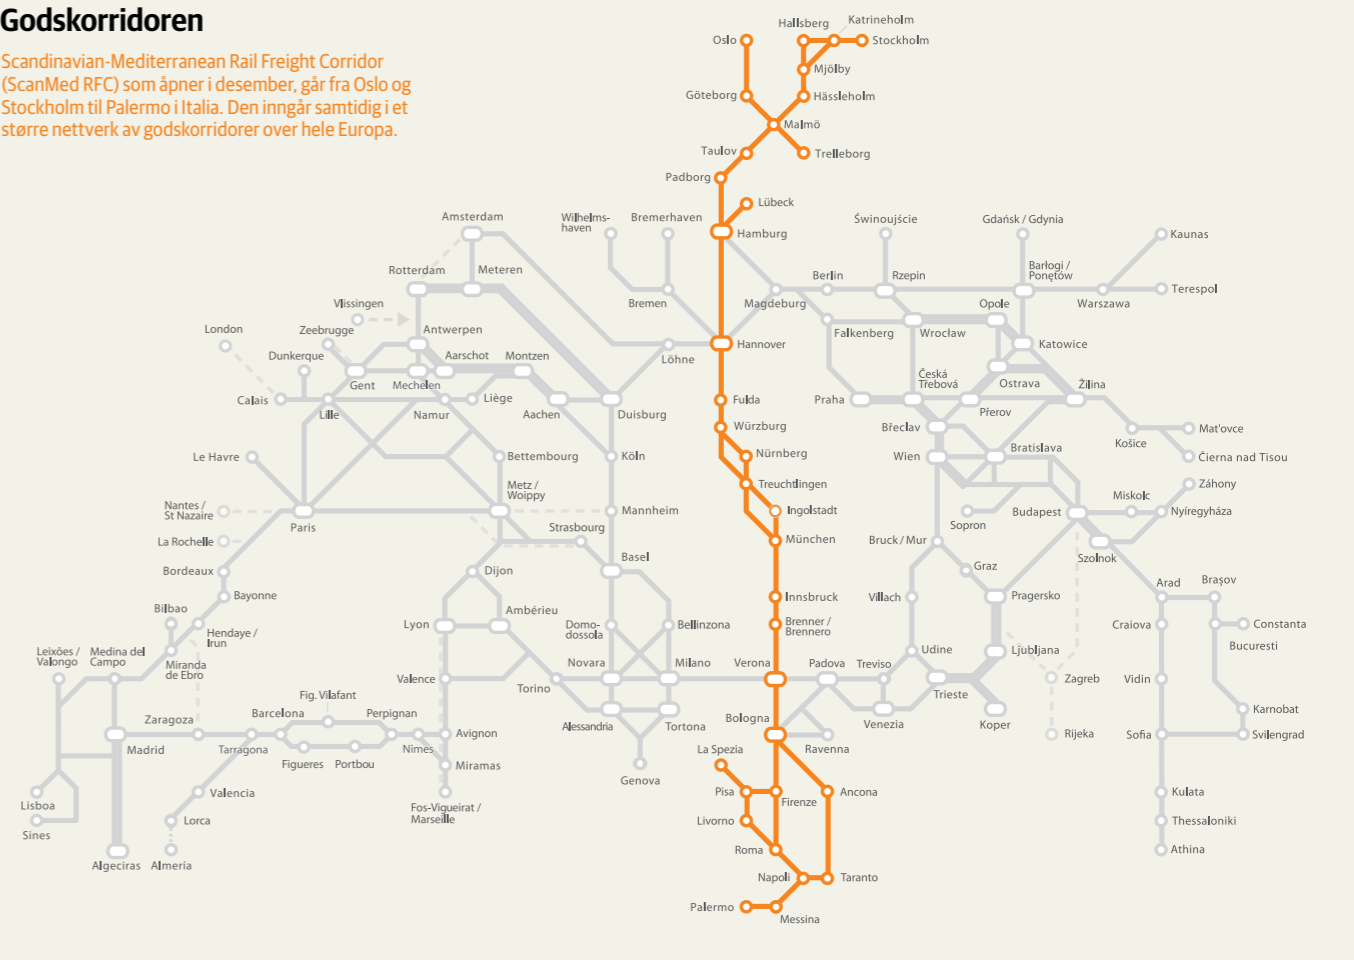 Godskorridoren
Scandinavian-Mediterranean Rail Freight Corridor
(ScanMed RFC) som åpner i desember, går fra Oslo og
Stockholm til Palermo i Italia. Den inngår samtidig i et
større nettverk av godskorridorer over hele Europa.
Oslo
Hallsberg
Katrineholm
Stockholm
Mjölby
Göteborg
Hässleholm
Malmö
Taulov
Trelleborg
Padborg
Lübeck
Amsterdam
Wilhelms-
haven
Bremerhaven
Hamburg
Świnoujście
Gdańsk / Gdynia
Kaunas
Rotterdam
Meteren
Bremen
Magdeburg
Berlin
Rzepin
Barłogi /
Ponętów
Warszawa
Terespol
Vlissingen
Opole
London
Zeebrugge
Antwerpen
Falkenberg
Wrocław
Katowice
Hannover
Löhne
Dunkerque
Aarschot
Montzen
Gent
Mechelen
Česká
Třebová
Ostrava
Žilina
Calais
Lille
Namur
Liège
Aachen
Duisburg
Fulda
Praha
Přerov
Würzburg
Břeclav
Mat'ovce
Košice
Le Havre
Bettembourg
Köln
Nürnberg
Wien
Bratislava
Čierna nad Tisou
Metz /
Woippy
Treuchtlingen
Záhony
Nantes /
St Nazaire
Paris
Mannheim
Ingolstadt
Sopron
Budapest
Miskolc
Nyíregyháza
La Rochelle
Strasbourg
München
Bruck / Mur
Szolnok
Bordeaux
Dijon
Basel
Graz
Arad
Braşov
Bayonne
Innsbruck
Villach
Pragersko
Bilbao
Hendaye /
Irun
Lyon
Ambérieu
Domo-
dossola
Bellinzona
Brenner /
Brennero
Craiova
Constanta
Bucuresti
Leixões /
Valongo
Medina del
Campo
Miranda
de Ebro
Valence
Torino
Novara
Milano
Verona
Padova
Treviso
Udine
Ljubljana
Zagreb
Vidin
Trieste
Fig. Vilafant
Zaragoza
Barcelona
Perpignan
Alessandria
Tortona
Bologna
Venezia
Koper
Karnobat
Madrid
Tarragona
Figueres
Portbou
Nîmes
Avignon
Ravenna
Rijeka
Sofia
Svilengrad
Miramas
Genova
La Spezia
Lisboa
Valencia
Fos-Vigueirat /
Marseille
Pisa
Firenze
Ancona
Kulata
Sines
Lorca
Livorno
Thessaloniki
Algeciras
Almería
Roma
Athina
Napoli
Taranto
Palermo
Messina